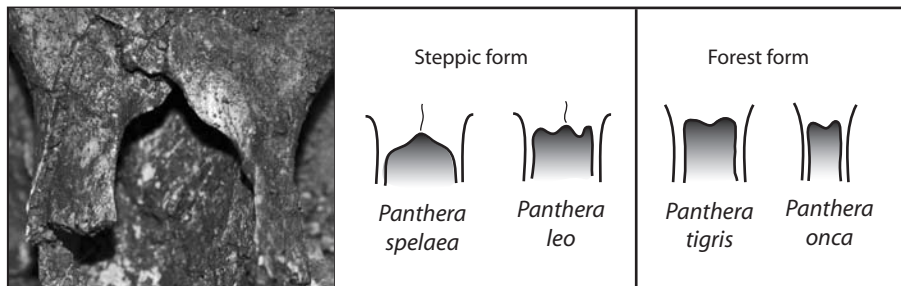 Steppic form
Forest form
Panthera
spelaea
Panthera
leo
Panthera
tigris
Panthera
onca